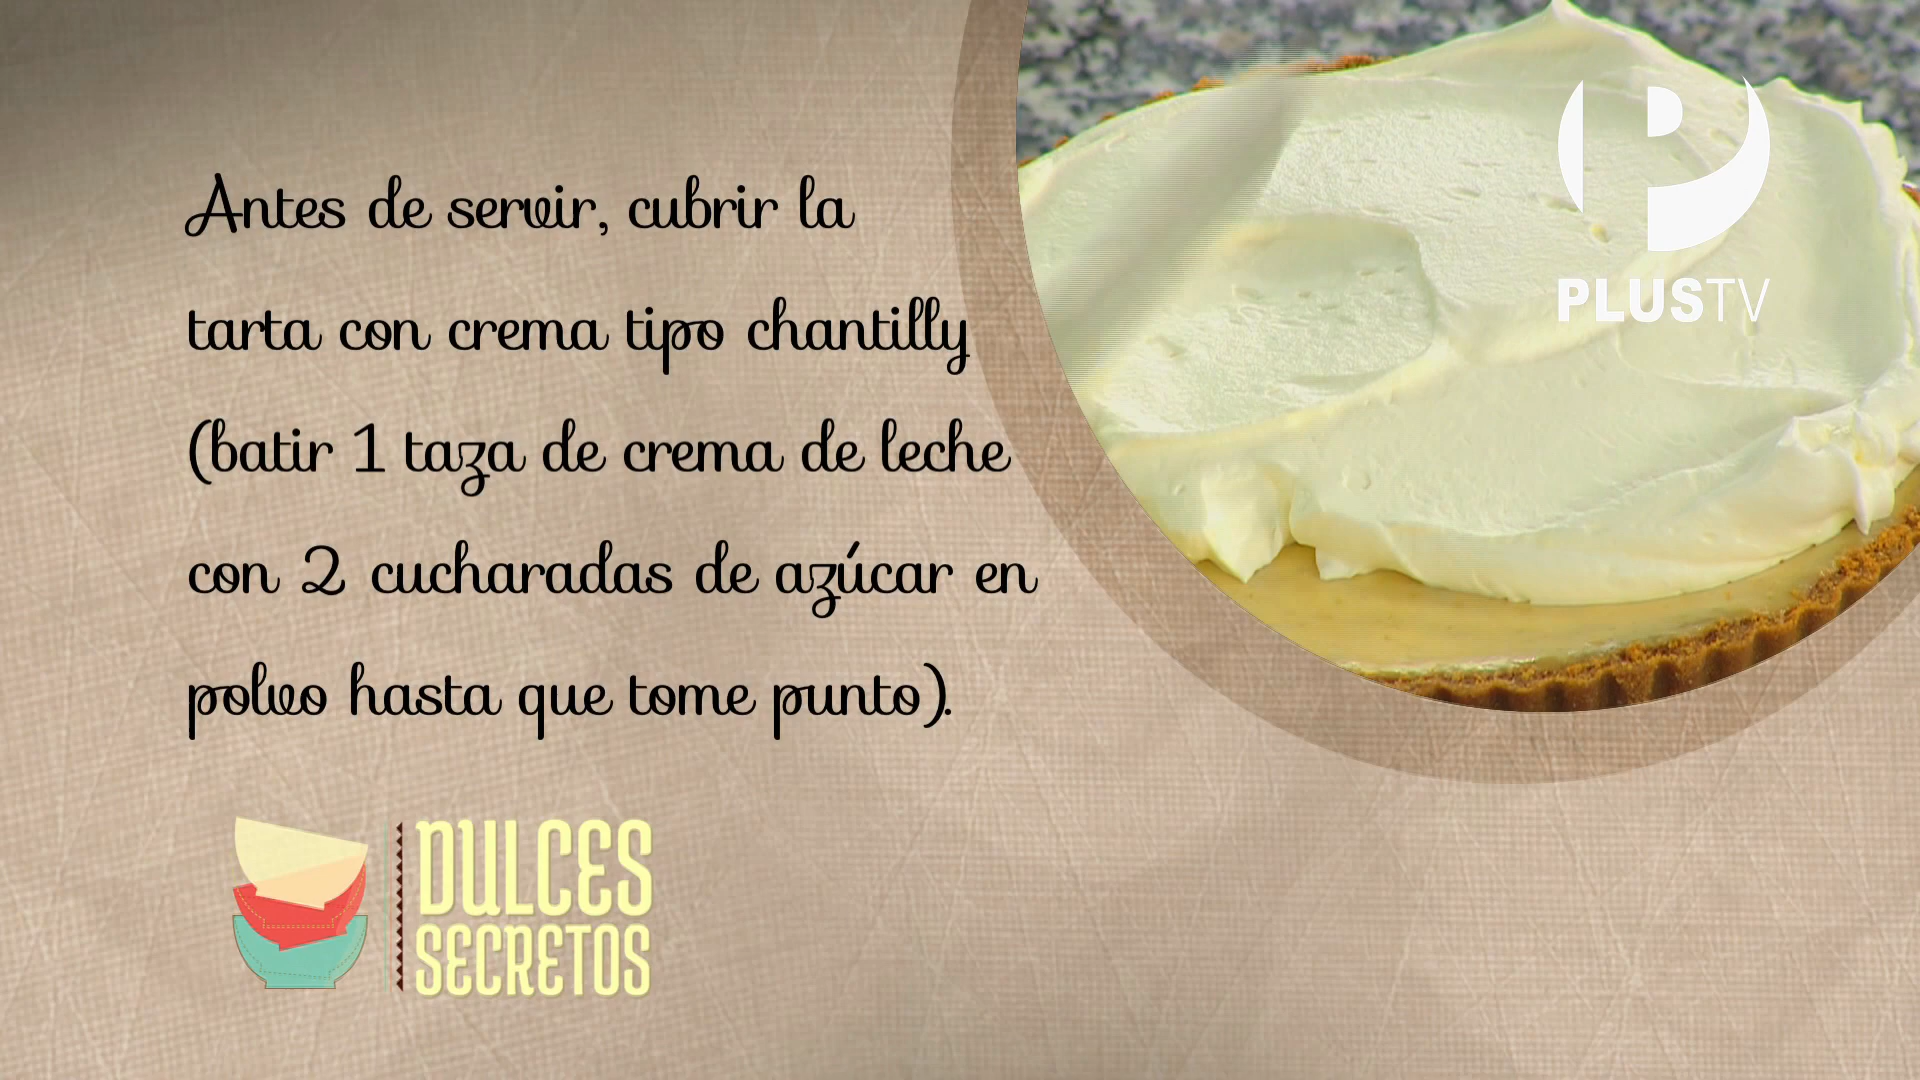 Antes de servir, cubrir la
tarta con crema tipo chantilly
(batir 1 taza de crema de leche
con 2 cucharadas de azúcar en
polvo hasta que tome punto).
PLUSTV
DULCES
SECRETOS